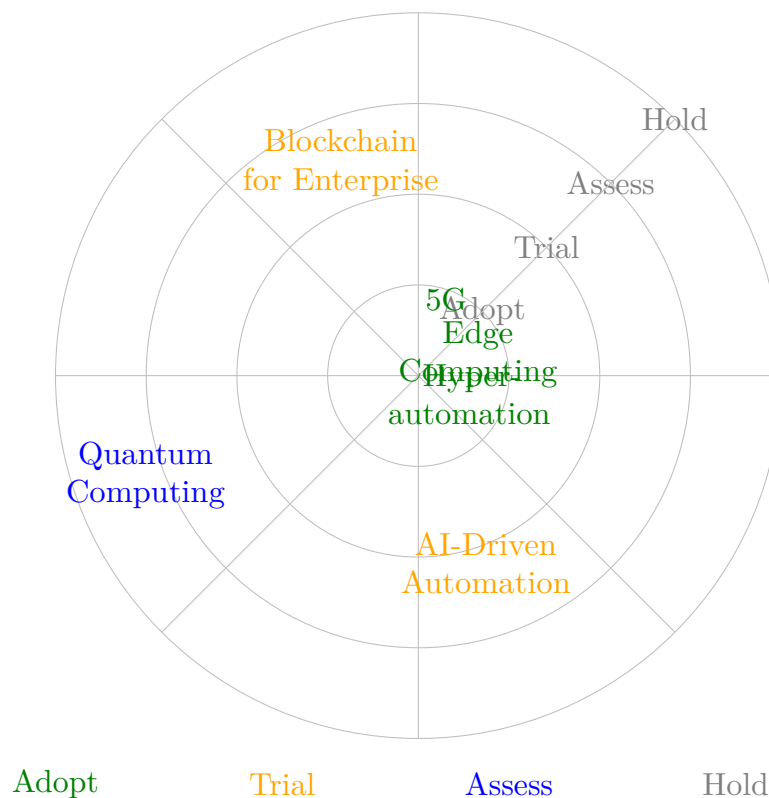 Hold
Blockchain
for Enterprise
Assess
Trial
5G
Adopt
Edge
Computing
Hyper-
automation
Quantum
Computing
AI-Driven
Automation
Adopt
Trial
Assess
Hold